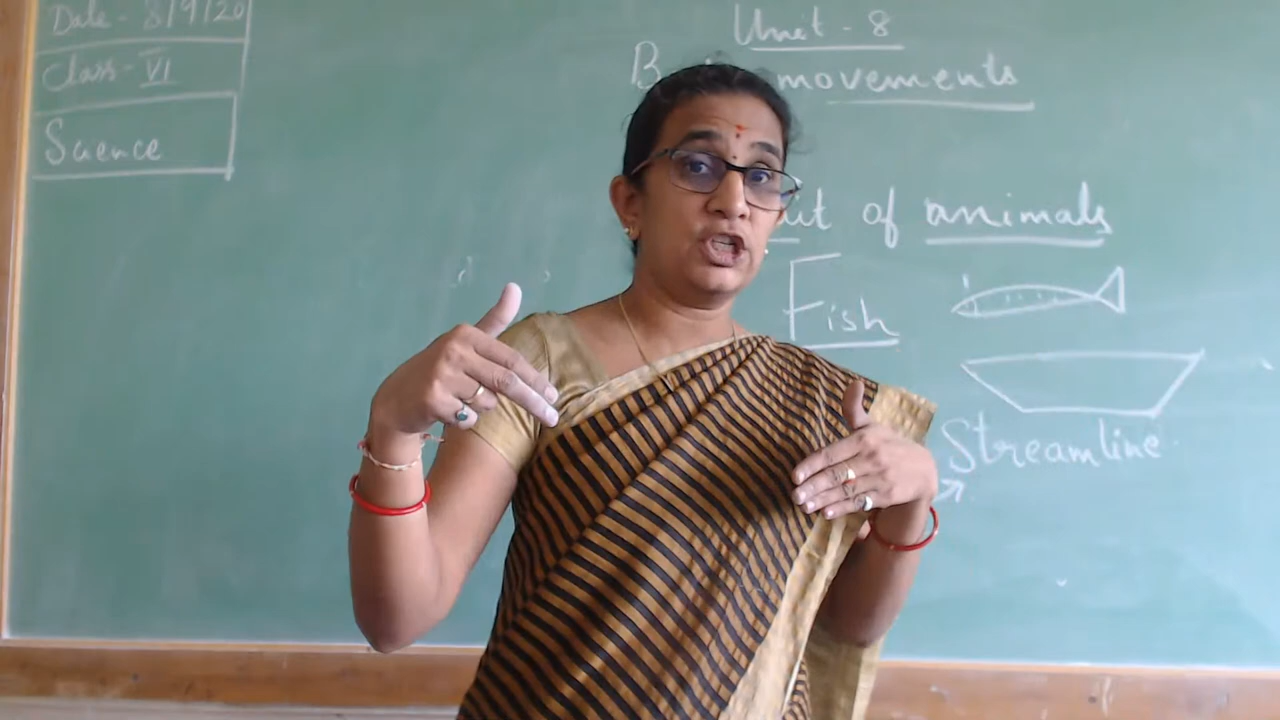 Date - 8/9/20
Class - VI
Science
Unit - 8
movements
of animals
Fish
Streamline